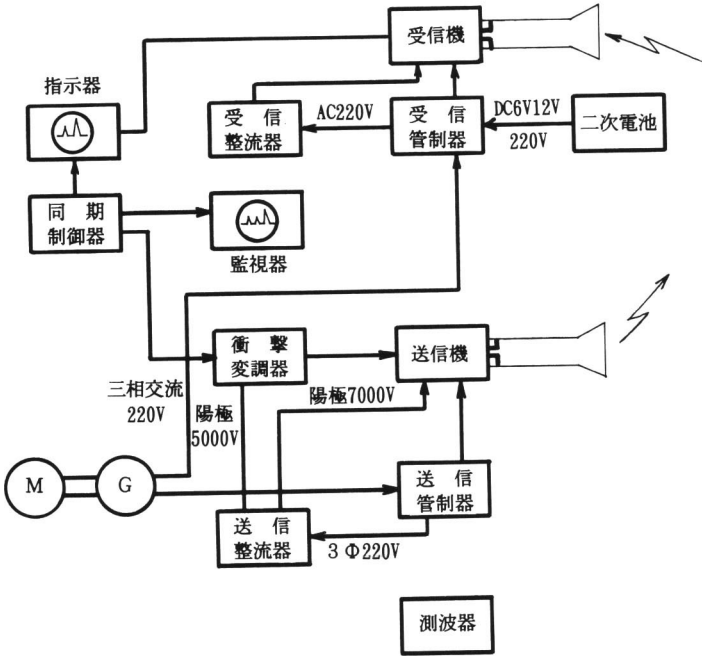 受信機
指示器
受信
整流器
AC220V
受信
管制器
DC6V12V
220V
二次電池
同期
制御器
監視器
衝撃
変調器
送信機
三相交流
220V
陽極
5000V
陽極7000V
M
G
送信
管制器
送信
整流器
3Φ220V
測波器